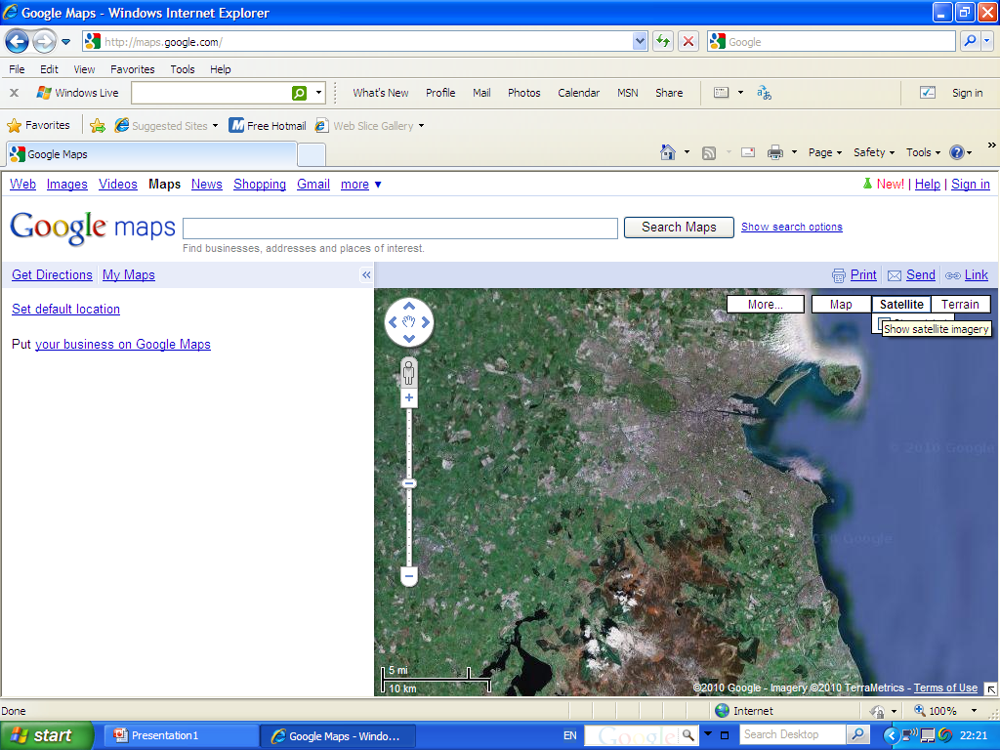 Google Maps - Windows Internet Explorer
http://maps.google.com/
Google
File Edit View Favorites Tools Help
Windows Live What's New Profile Mail Photos Calendar MSN Share Sign in
Favorites Suggested Sites Free Hotmail Web Slice Gallery
Google Maps Page Safety Tools
Web Images Videos Maps News Shopping Gmail more New! | Help | Sign in
Google maps Search Maps Show search options
Find businesses, addresses and places of interest.
Get Directions My Maps Print Send Link
Set default location
Put your business on Google Maps
More... Map Satellite Terrain
Show satellite imagery
© 2010 Google
2010 Google
5 mi
10 km
©2010 Google - Imagery ©2010 TerraMetrics - Terms of Use
Done Internet 100%
start Presentation1 Google Maps - Windo... EN Google Search Desktop 22:21